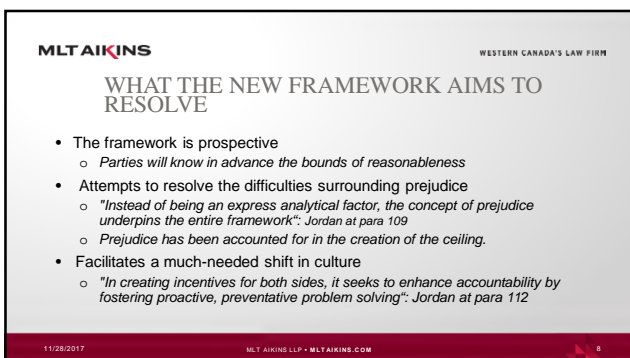 MLT AIKINS
WESTERN CANADA'S LAW FIRM
WHAT THE NEW FRAMEWORK AIMS TO
RESOLVE
• The framework is prospective
o Parties will know in advance the bounds of reasonableness
• Attempts to resolve the difficulties surrounding prejudice
o "Instead of being an express analytical factor, the concept of prejudice
underpins the entire framework“: Jordan at para 109
o Prejudice has been accounted for in the creation of the ceiling.
• Facilitates a much-needed shift in culture
o "In creating incentives for both sides, it seeks to enhance accountability by
fostering proactive, preventative problem solving“: Jordan at para 112
11/28/2017 MLT AIKINS LLP • MLTAIKINS.COM 8